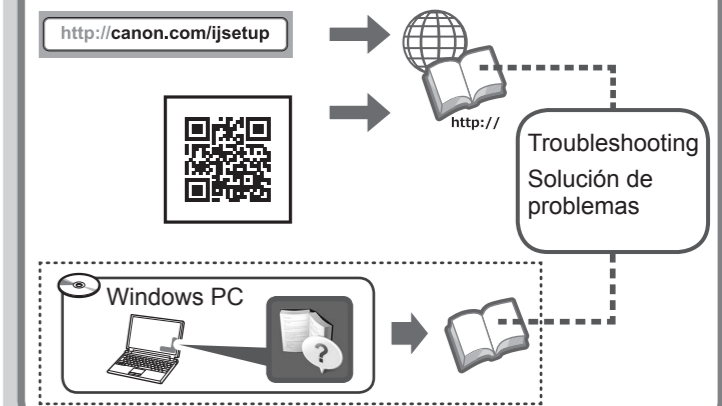 http://canon.com/ijsetup
http://
Troubleshooting
Solución de
problemas
Windows PC
?